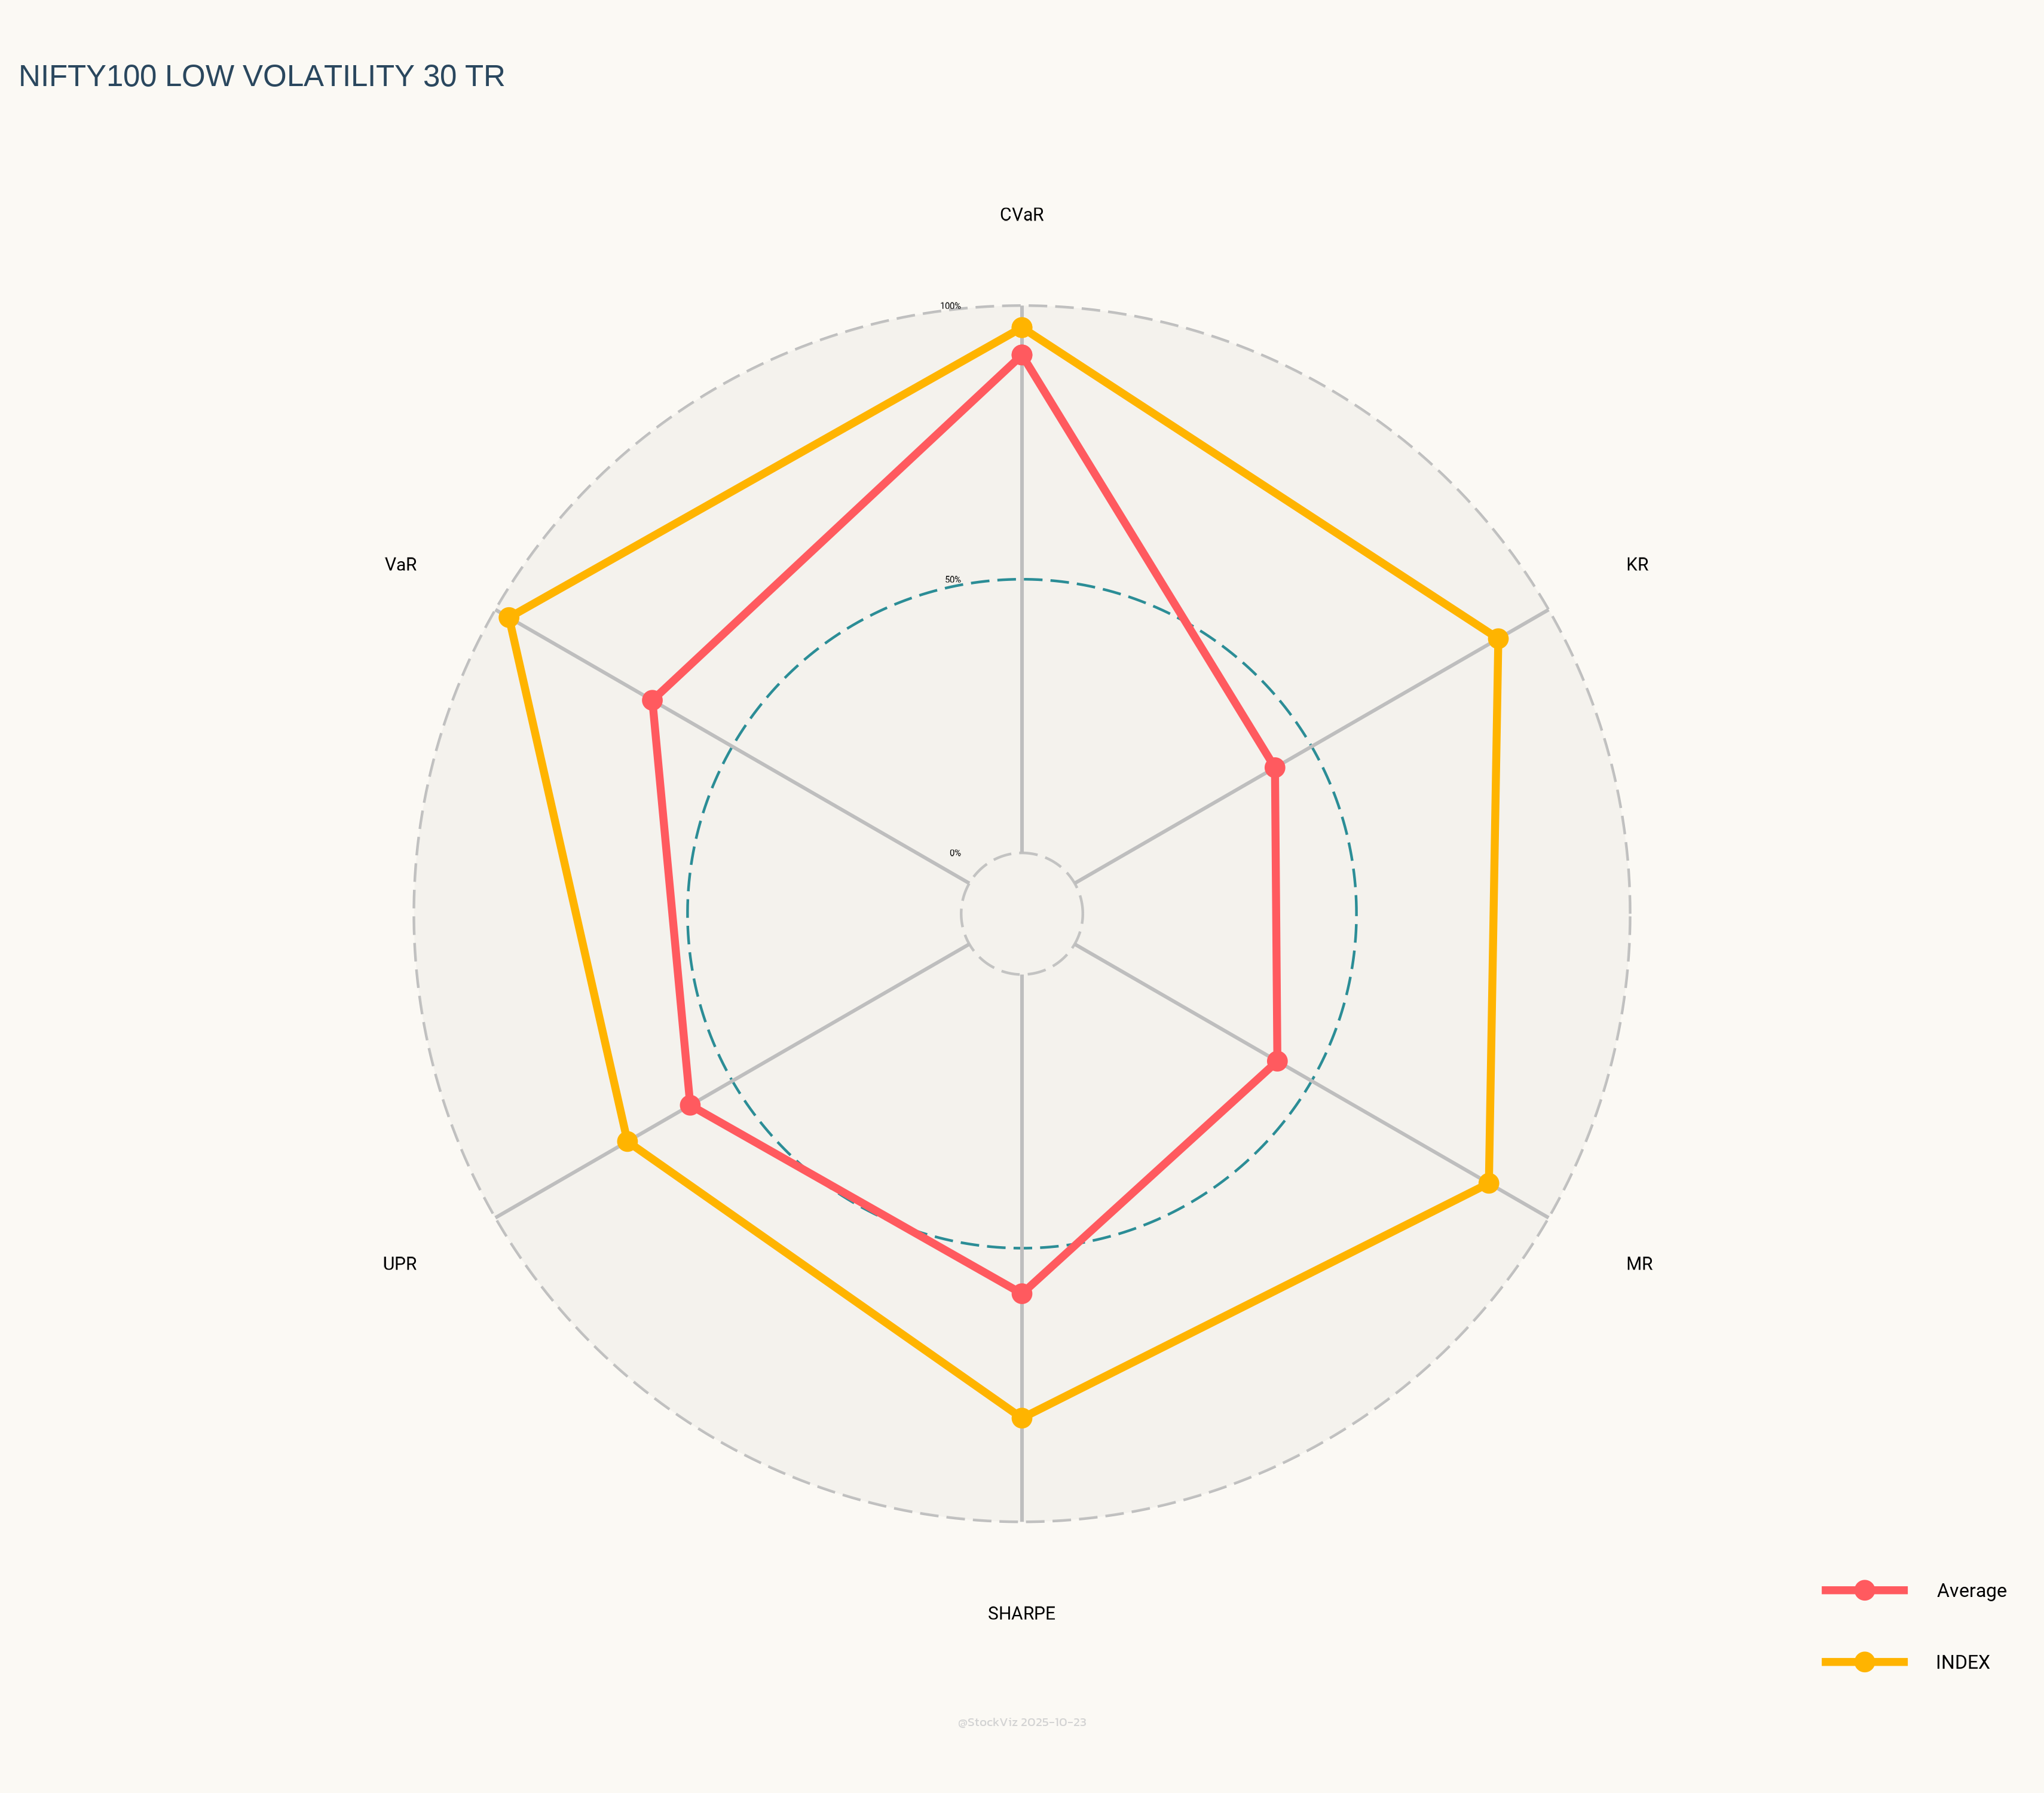 NIFTY100 LOW VOLATILITY 30 TR
CVaR
100%
VaR
KR
50%
0%
UPR
MR
SHARPE
Average
INDEX
@StockViz 2025-10-23